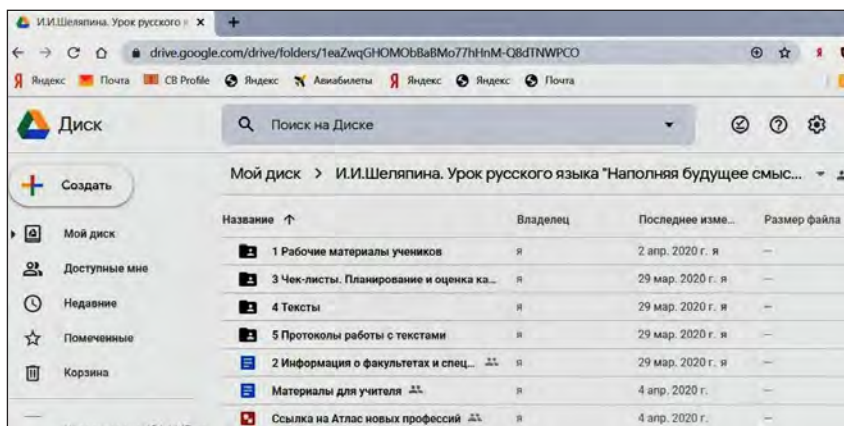 И.И.Шеляпина. Урок русского я
drive.google.com/drive/folders/1eaZwqGHOMObBaBMo77hHnM-Q8dTNWPCO
Яндекс Почта CB Profile Яндекс Авиабилеты Яндекс Яндекс Почта
Диск
Поиск на Диске
Создать
Мой диск > И.И.Шеляпина. Урок русского языка "Наполняя будущее смыс...
Название Владелец Последнее изме... Размер файла
Мой диск
Доступные мне
Недавние
Помеченные
Корзина
1 Рабочие материалы учеников я 2 апр. 2020 г. я —
3 Чек-листы. Планирование и оценка ка... я 29 мар. 2020 г. я —
4 Тексты я 29 мар. 2020 г. я —
5 Протоколы работы с текстами я 29 мар. 2020 г. я —
2 Информация о факультетах и спец... я 29 мар. 2020 г. я —
Материалы для учителя я 4 апр. 2020 г. —
Ссылка на Атлас новых профессий я 4 апр. 2020 г. —